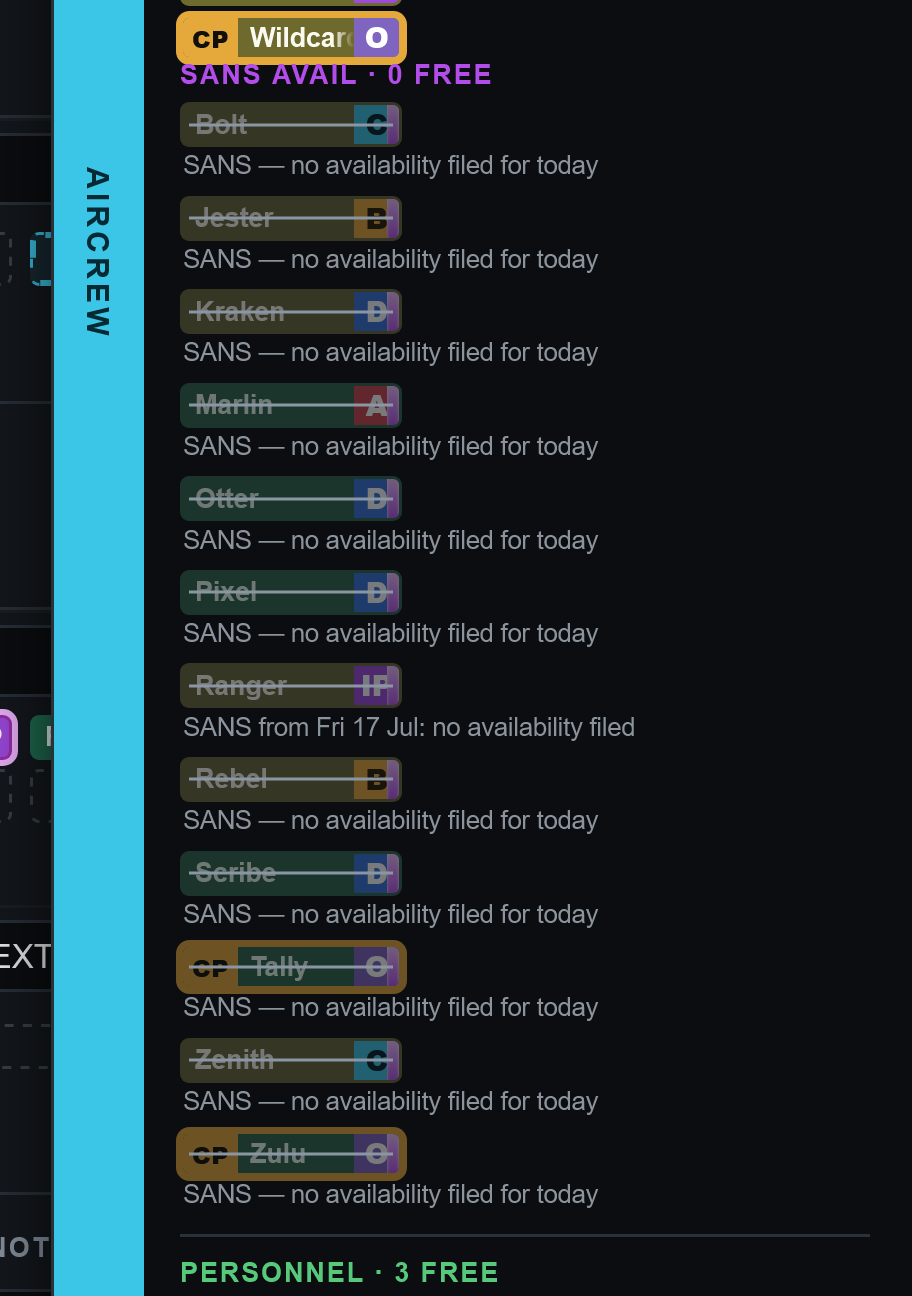 CP Wildcar O
SANS AVAIL · 0 FREE
Bolt C
SANS — no availability filed for today
Jester B
SANS — no availability filed for today
Kraken D
SANS — no availability filed for today
Marlin A
SANS — no availability filed for today
Otter D
SANS — no availability filed for today
Pixel D
SANS — no availability filed for today
Ranger IP
SANS from Fri 17 Jul: no availability filed
Rebel B
SANS — no availability filed for today
Scribe D
SANS — no availability filed for today
CP Tally O
SANS — no availability filed for today
Zenith C
SANS — no availability filed for today
CP Zulu O
SANS — no availability filed for today
PERSONNEL · 3 FREE
AIRCREW
EXT
NOT